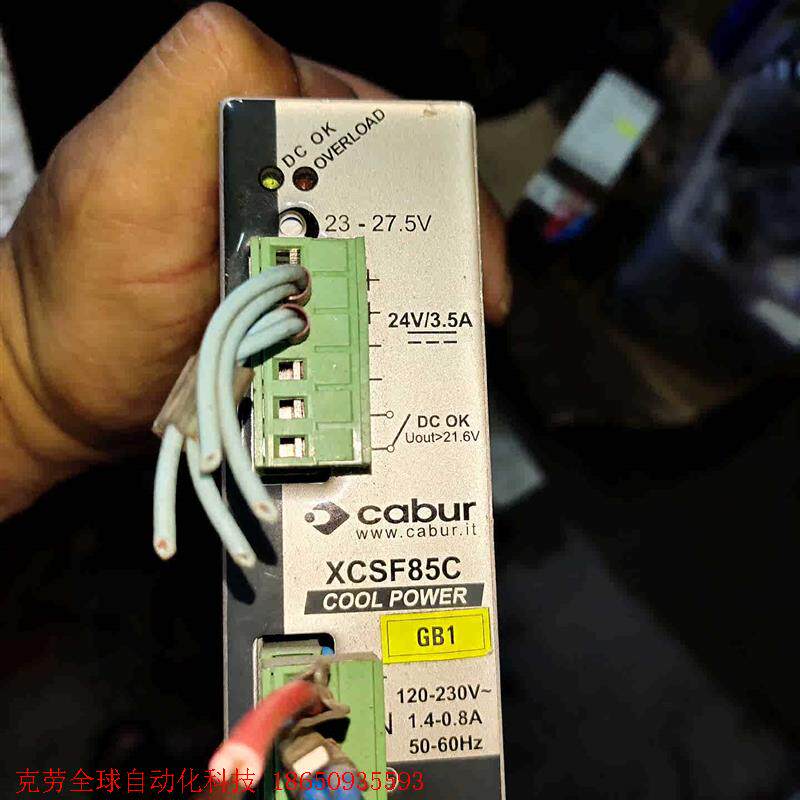 DC OK
OVERLOAD
23 - 27.5V
24V/3.5A
DC OK
Uout>21.6V
cabur
www.cabur.it
XCSF85C
COOL POWER
GB1
120-230V~
N 1.4-0.8A
50-60Hz
克劳全球自动化科技 18650935593